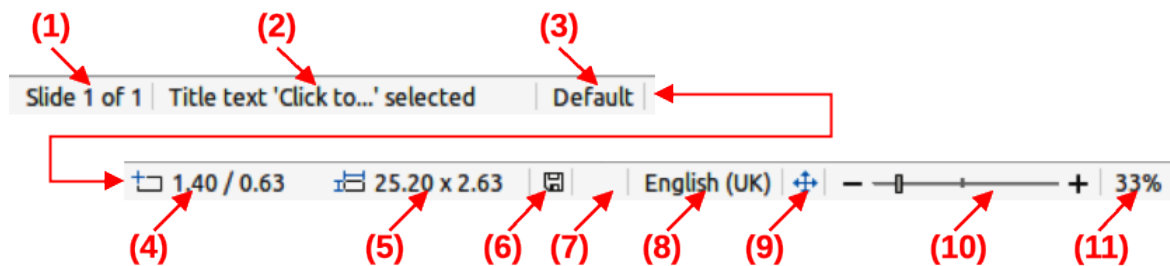 (1) (2) (3)
Slide 1 of 1 Title text 'Click to...' selected Default
1.40 / 0.63 25.20 x 2.63 English (UK) 33%
(4) (5) (6) (7) (8) (9) (10) (11)